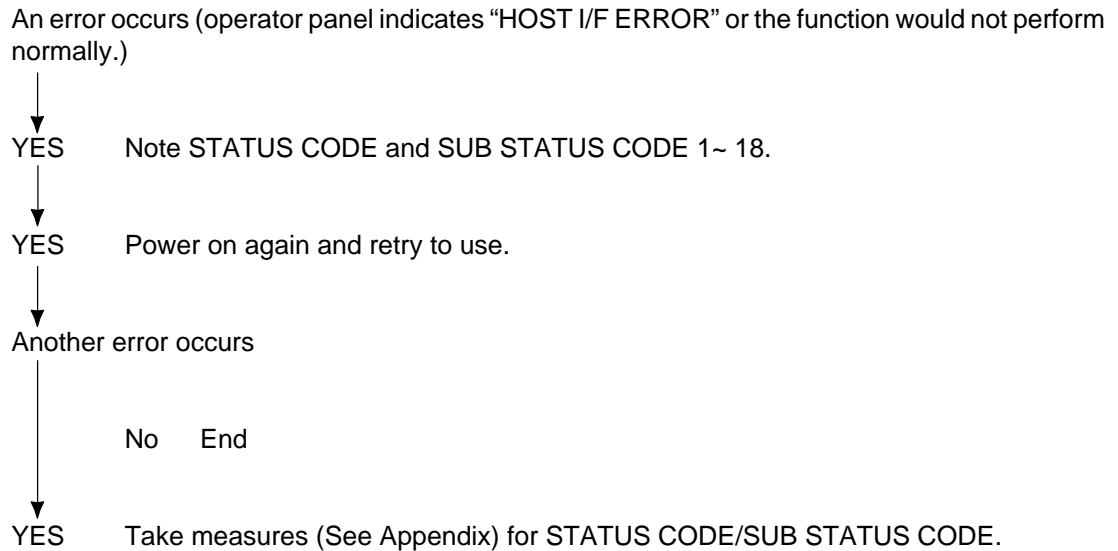 An error occurs (operator panel indicates “HOST I/F ERROR” or the function would not perform
normally.)
YES Note STATUS CODE and SUB STATUS CODE 1~ 18.
YES Power on again and retry to use.
Another error occurs
No End
YES Take measures (See Appendix) for STATUS CODE/SUB STATUS CODE.